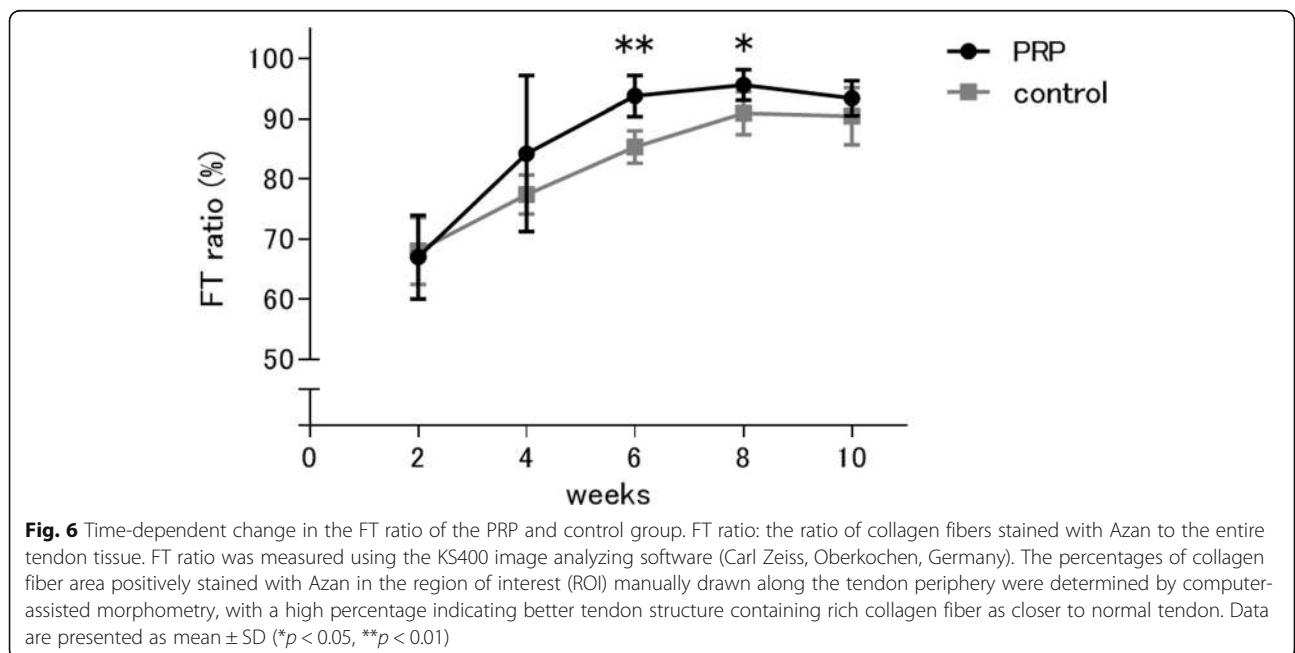 100
90
80
70
60
50
FT ratio (%)
** *
PRP
control
0 2 4 6 8 10
weeks
Fig. 6 Time-dependent change in the FT ratio of the PRP and control group. FT ratio: the ratio of collagen fibers stained with Azan to the entire
tendon tissue. FT ratio was measured using the KS400 image analyzing software (Carl Zeiss, Oberkochen, Germany). The percentages of collagen
fiber area positively stained with Azan in the region of interest (ROI) manually drawn along the tendon periphery were determined by computer-
assisted morphometry, with a high percentage indicating better tendon structure containing rich collagen fiber as closer to normal tendon. Data
are presented as mean ± SD (*p < 0.05, **p < 0.01)